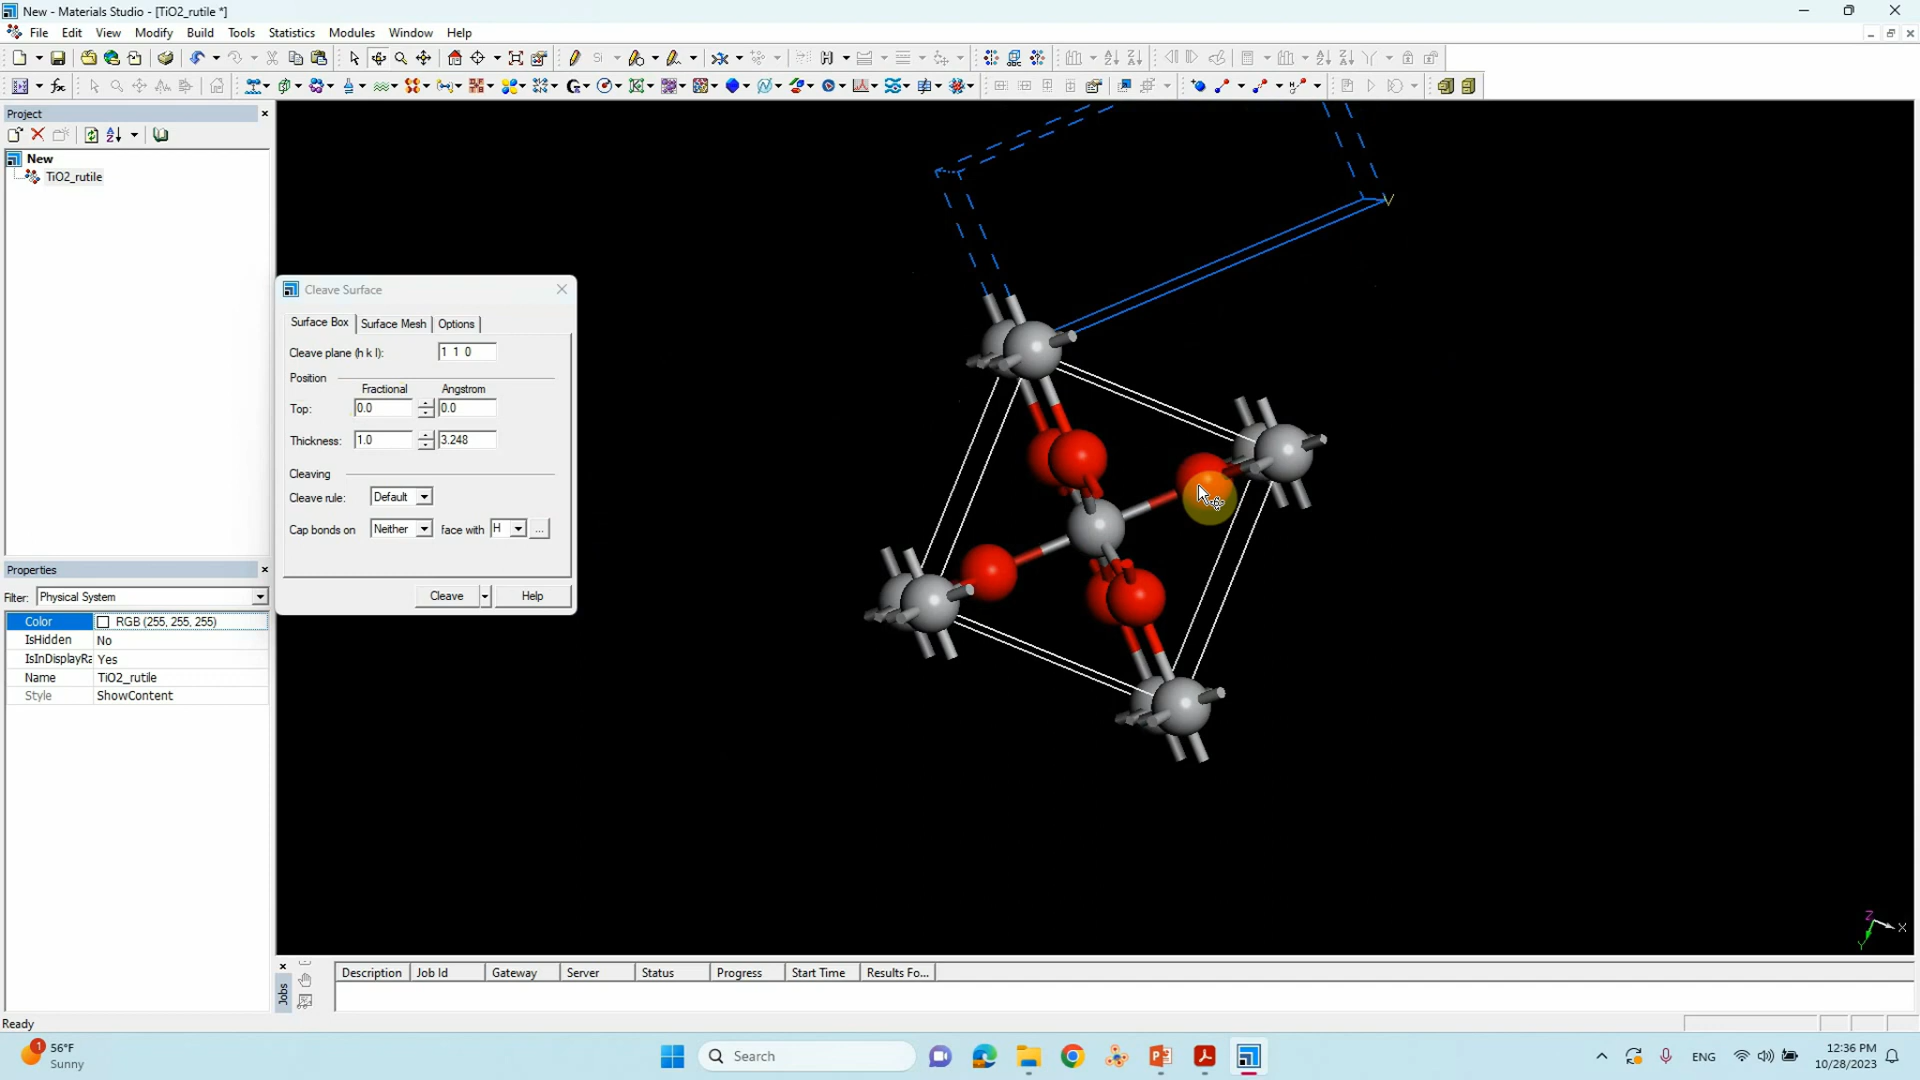 New - Materials Studio - [TiO2_rutile *]
File Edit View Modify Build Tools Statistics Modules Window Help
Project
New
TiO2_rutile
Cleave Surface
Surface Box Surface Mesh Options
Cleave plane (h k l): 1 1 0
Position
Fractional Angstrom
Top: 0.0 0.0
Thickness: 1.0 3.248
Cleaving
Cleave rule: Default
Cap bonds on Neither face with H ...
Cleave Help
Properties
Filter: Physical System
Color RGB (255, 255, 255)
IsHidden No
IsInDisplayRa Yes
Name TiO2_rutile
Style ShowContent
Z
X
Y
Jobs
Description Job Id Gateway Server Status Progress Start Time Results Fo...
Ready
1
56°F
Sunny
Search
ENG
12:36 PM
10/28/2023